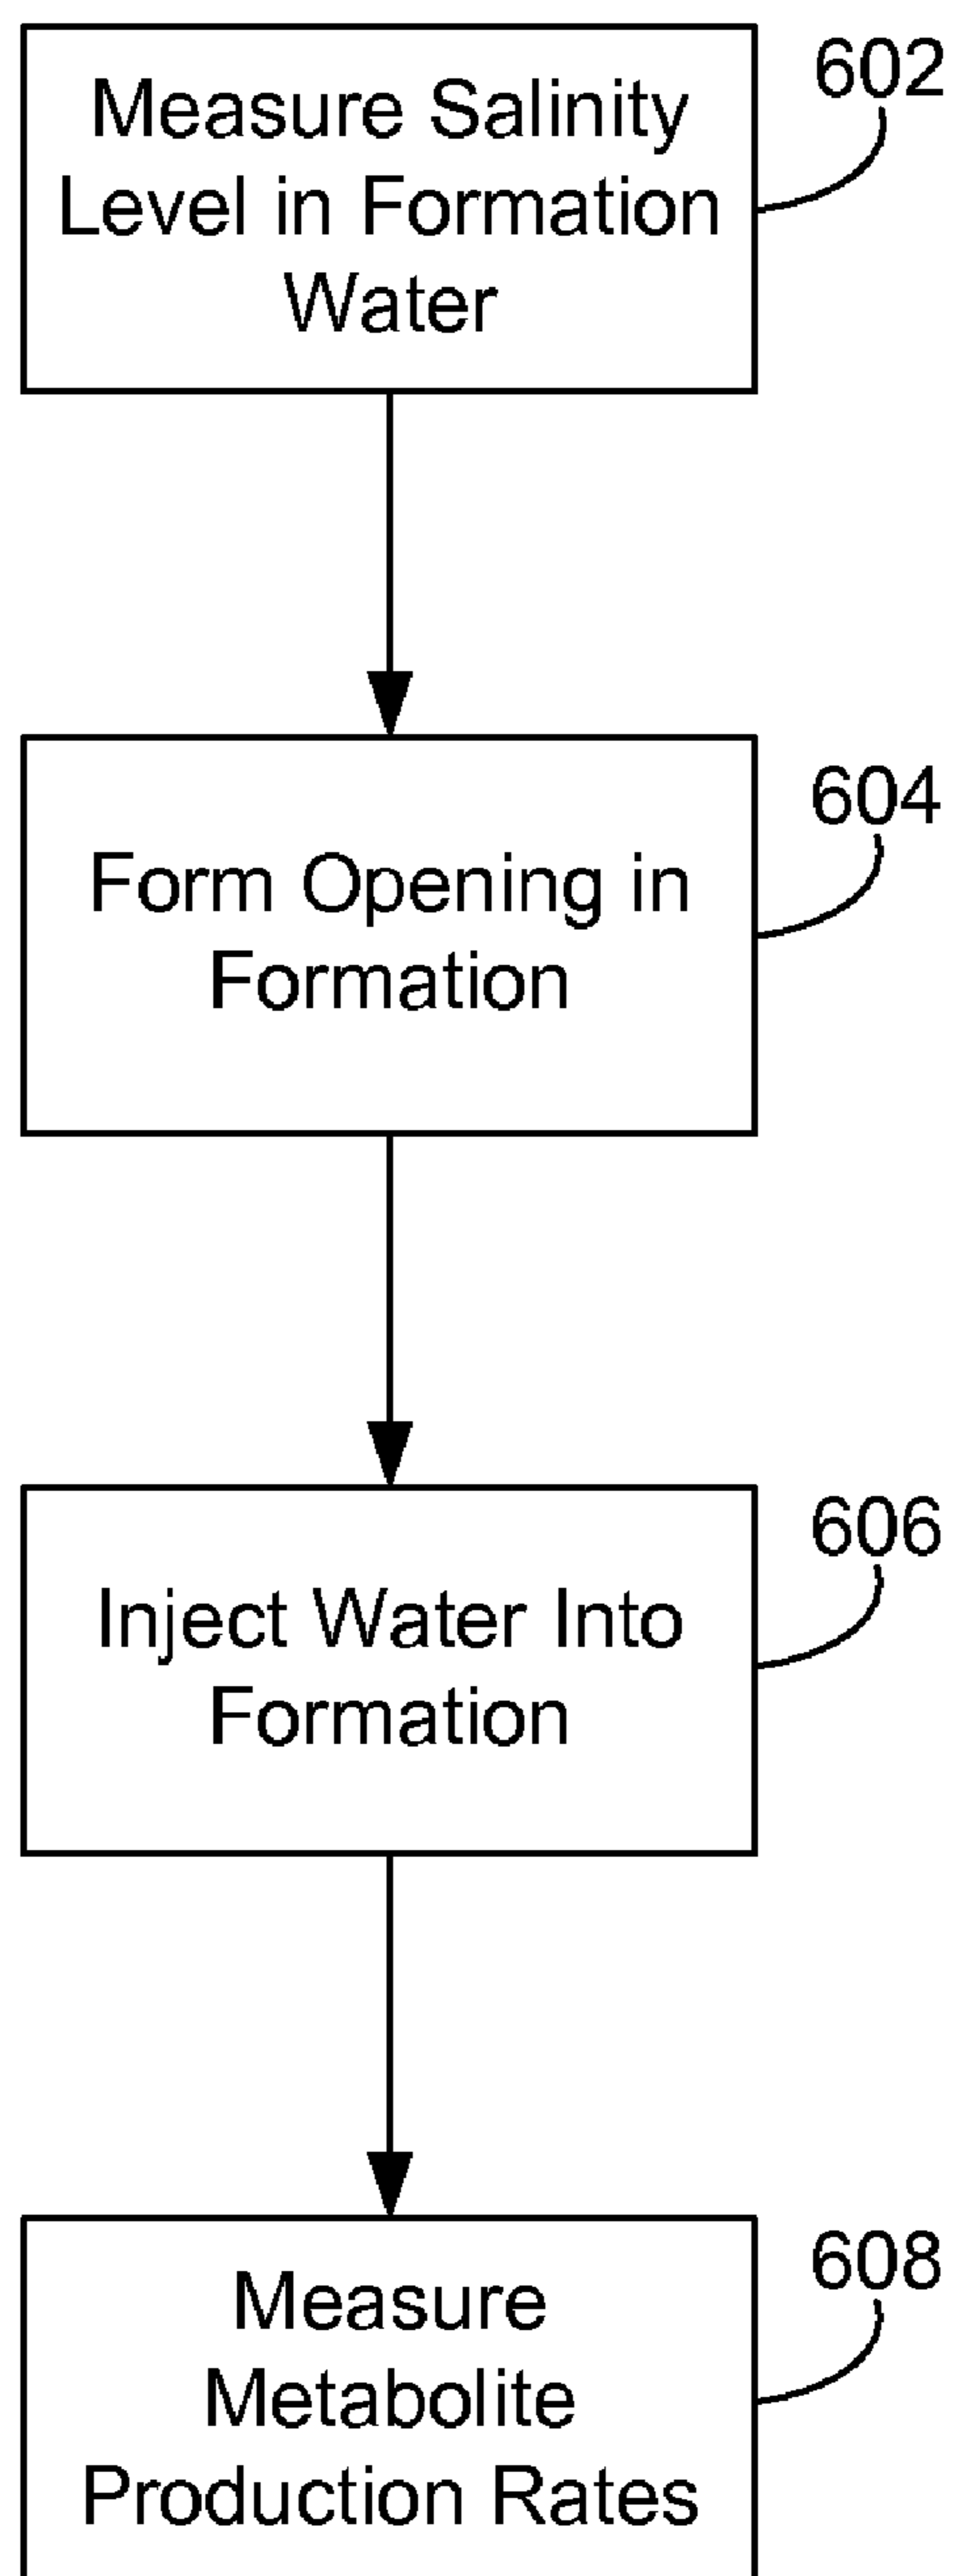 Measure Salinity
Level in Formation
Water
602
Form Opening in
Formation
604
Inject Water Into
Formation
606
Measure
Metabolite
Production Rates
608